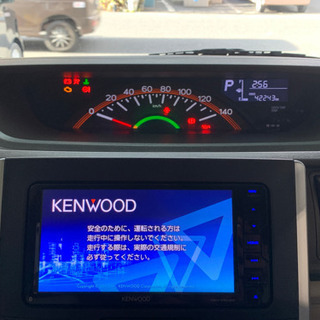 P
256
42243 km
0 20 40 60 80 100 120 140
KENWOOD
安全のために、運転される方は
走行中に操作しないでください。
走行する際は、実際の交通規制に
必ず従ってください。
KENWOOD